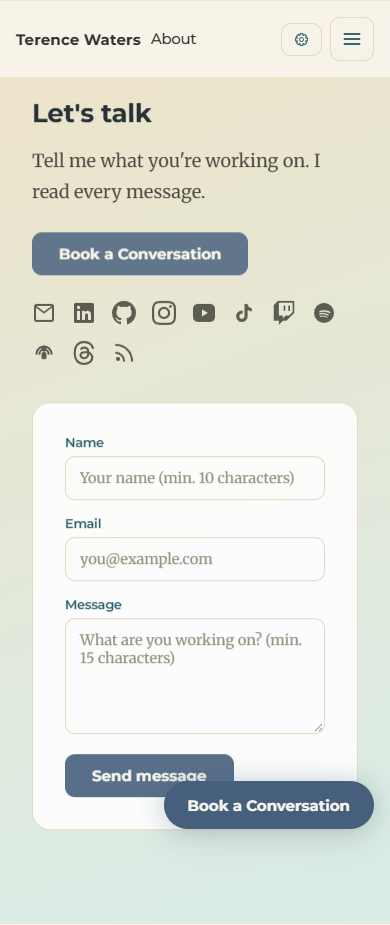 Terence Waters About
Let's talk
Tell me what you're working on. I
read every message.
Book a Conversation
Name
Your name (min. 10 characters)
Email
you@example.com
Message
What are you working on? (min.
15 characters)
Send message
Book a Conversation